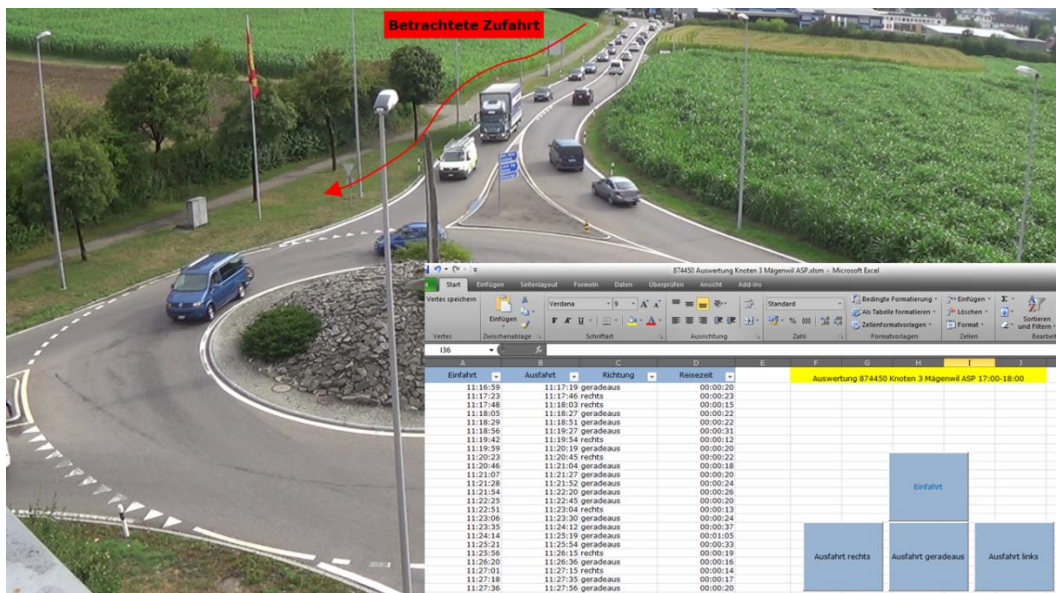 Betrachtete Zufahrt
874450 Auswertung Knoten 3 Mägenwil ASP.xlsm - Microsoft Excel
Start Einfügen Seitenlayout Formeln Daten Überprüfen Ansicht Add-Ins
Vertec speichern
Einfügen
Verdana 9
F K U
Standard
Bedingte Formatierung
Als Tabelle formatieren
Zellenformatvorlagen
Einfügen
Löschen
Format
Sortieren
und Filtern
Vertec Zwischenablage Schriftart Ausrichtung Zahl Formatvorlagen Zellen Bearbeit
I36
A B C D E F G H I J
Einfahrt Ausfahrt Richtung Reisezeit
Auswertung 874450 Knoten 3 Mägenwil ASP 17:00-18:00
11:16:59 11:17:19 geradeaus 00:00:20
11:17:23 11:17:46 rechts 00:00:23
11:17:48 11:18:03 rechts 00:00:15
11:18:05 11:18:27 geradeaus 00:00:22
11:18:29 11:18:51 geradeaus 00:00:22
11:18:56 11:19:27 geradeaus 00:00:31
11:19:42 11:19:54 rechts 00:00:12
11:19:59 11:20:19 geradeaus 00:00:20
11:20:23 11:20:45 rechts 00:00:22
11:20:46 11:21:04 geradeaus 00:00:18
11:21:07 11:21:27 geradeaus 00:00:20
11:21:28 11:21:52 geradeaus 00:00:24
11:21:54 11:22:20 geradeaus 00:00:26
11:22:25 11:22:45 geradeaus 00:00:20
11:22:51 11:23:04 rechts 00:00:13
11:23:06 11:23:30 geradeaus 00:00:24
11:23:35 11:24:12 geradeaus 00:00:37
11:24:14 11:25:19 geradeaus 00:01:05
11:25:21 11:25:54 geradeaus 00:00:33
11:25:56 11:26:15 rechts 00:00:19
11:26:20 11:26:36 geradeaus 00:00:16
11:27:01 11:27:15 rechts 00:00:14
11:27:18 11:27:35 geradeaus 00:00:17
11:27:36 11:27:56 geradeaus 00:00:20
Einfahrt
Ausfahrt rechts
Ausfahrt geradeaus
Ausfahrt links